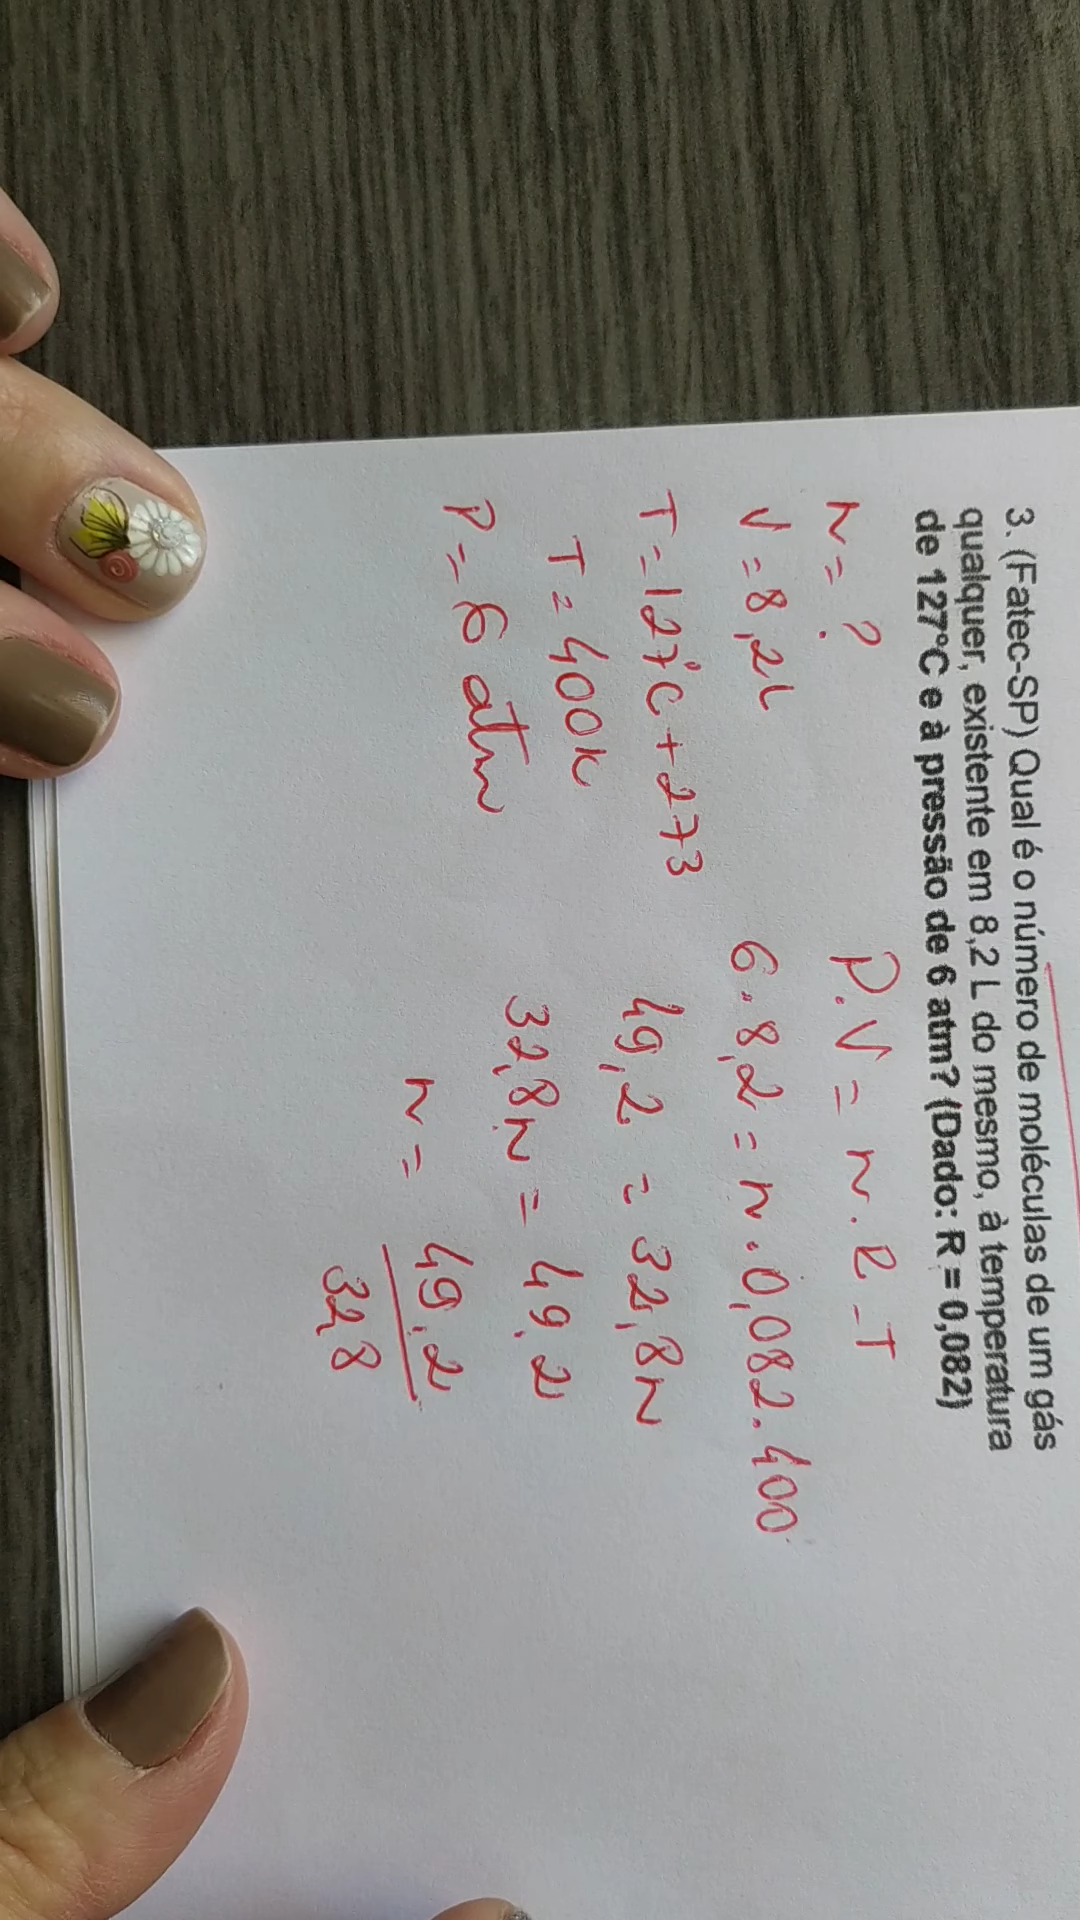 3. (Fatec-SP) Qual é o número de moléculas de um gás
qualquer, existente em 8,2 L do mesmo, à temperatura
de 127°C e à pressão de 6 atm? (Dado: R = 0,082)
n = ?
V = 8,2L
T = 127°C + 273
T = 400K
P = 6 atm
P.V = n.R.T
6.8,2 = n.0,082.400
49,2 = 32,8n
32,8n = 49,2
n = 49,2
32,8